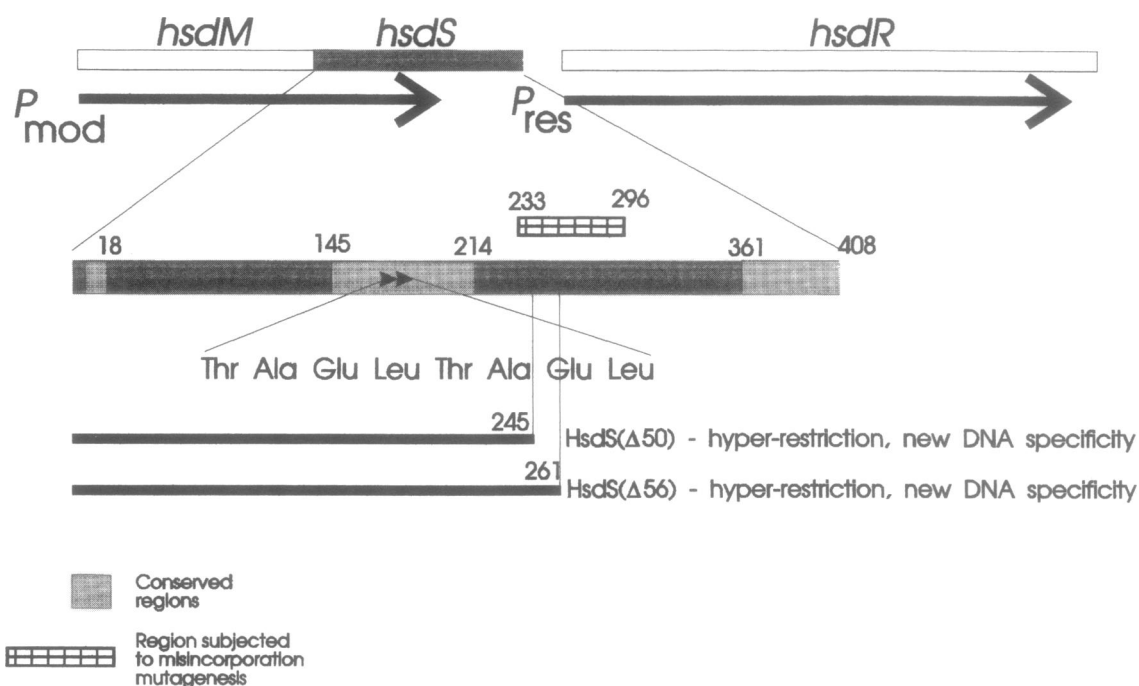 hsdM hsdS hsdR
P mod
P res
233 296
18 145 214 361 408
Thr Ala Glu Leu Thr Ala Glu Leu
245
HsdS(Δ50) - hyper-restriction, new DNA specificity
261
HsdS(Δ56) - hyper-restriction, new DNA specificity
Conserved
regions
Region subjected
to misincorporation
mutagenesis